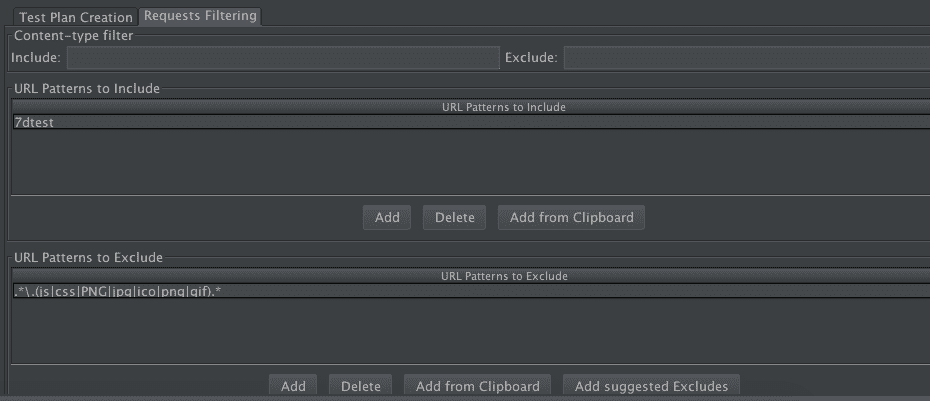 Test Plan Creation Requests Filtering
Content-type filter
Include: Exclude:
URL Patterns to Include
URL Patterns to Include
7dtest
Add Delete Add from Clipboard
URL Patterns to Exclude
URL Patterns to Exclude
.*\.(js|css|PNG|jpg|ico|png|gif).*
Add Delete Add from Clipboard Add suggested Excludes